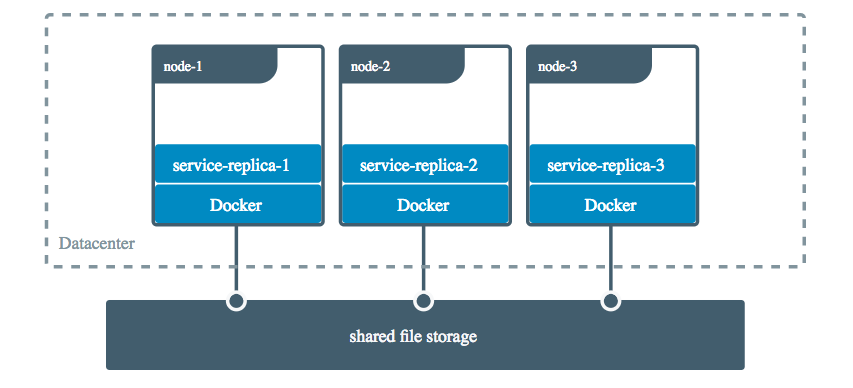 node-1
node-2
node-3
service-replica-1
service-replica-2
service-replica-3
Docker
Docker
Docker
Datacenter
shared file storage